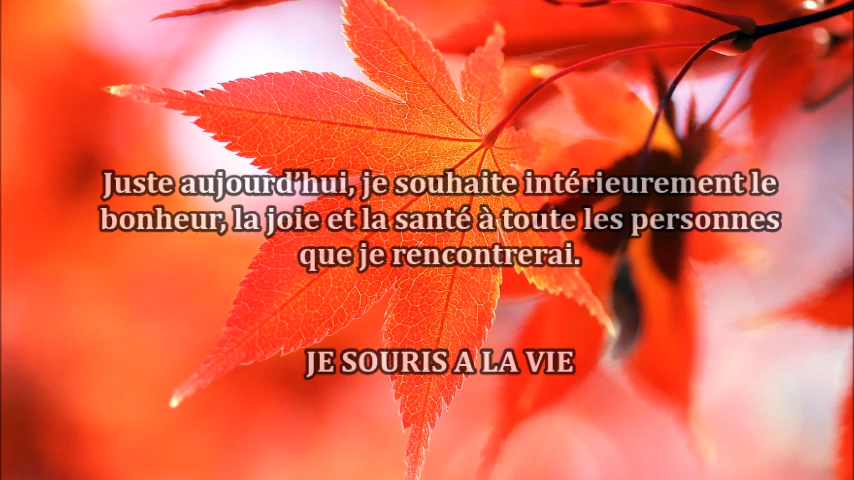 Juste aujourd'hui, je souhaite intérieurement le
bonheur, la joie et la santé à toute les personnes
que je rencontrerai.
JE SOURIS A LA VIE